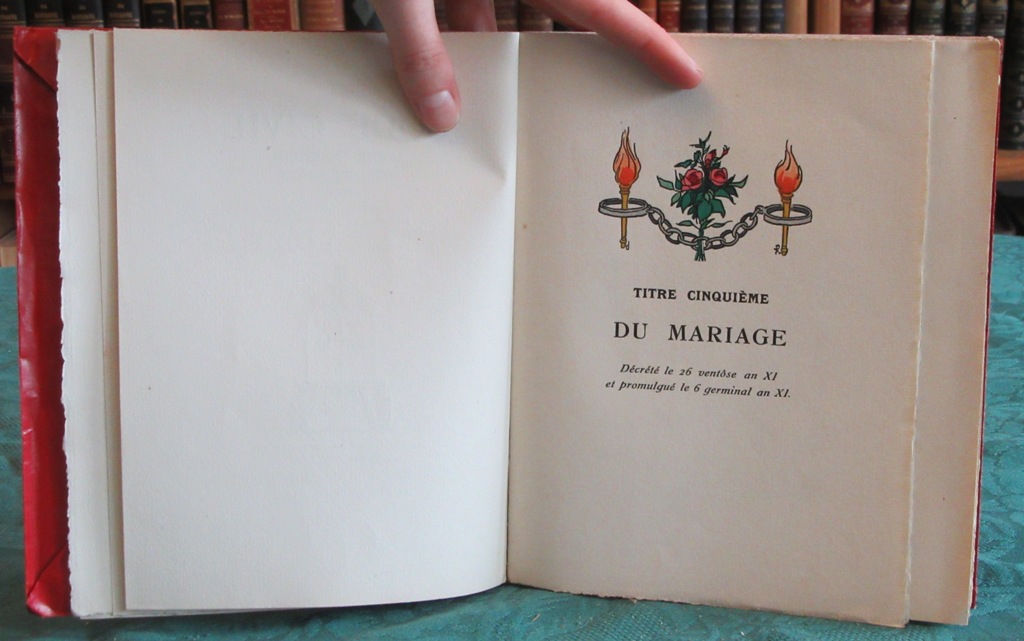 TITRE CINQUIÈME
DU MARIAGE
Décrété le 26 ventôse an XI
et promulgué le 6 germinal an XI.